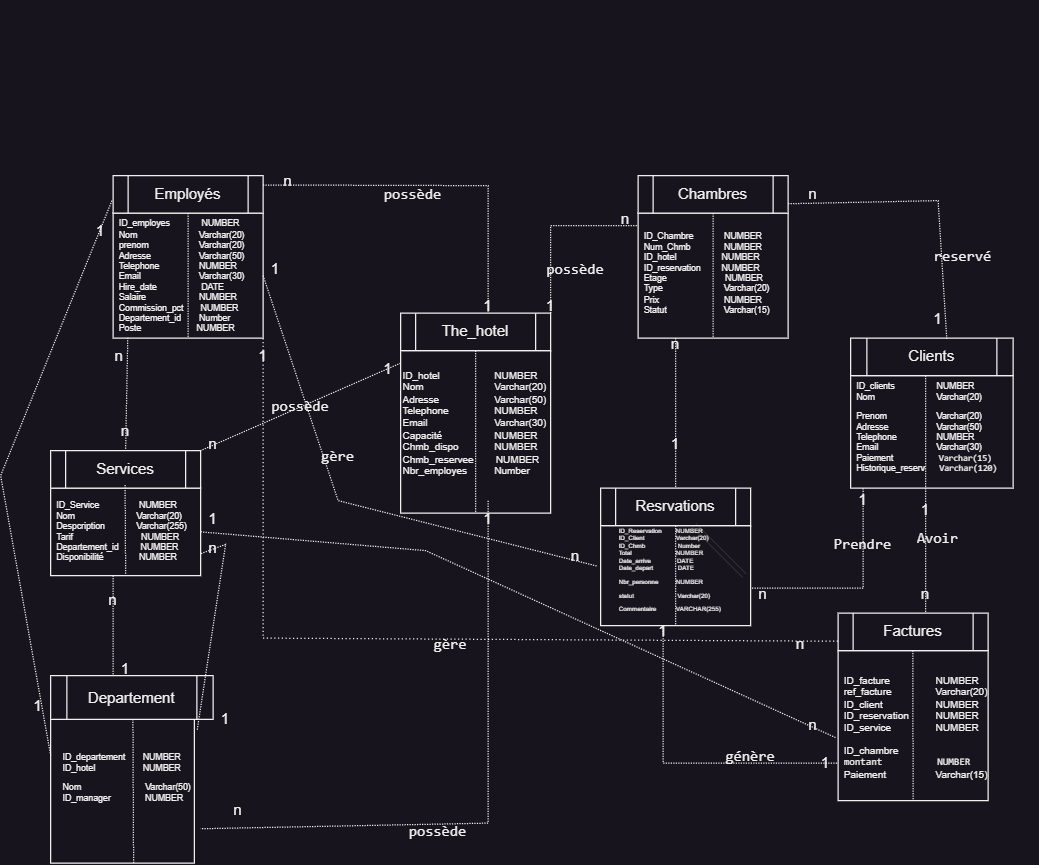 Employés
ID_employes NUMBER
Nom Varchar(20)
prenom Varchar(20)
Adresse Varchar(50)
Telephone NUMBER
Email Varchar(30)
Hire_date DATE
Salaire NUMBER
Commission_pct NUMBER
Departement_id Number
Poste NUMBER
n
possède
1
1
1
n
n
1
Chambres
ID_Chambre NUMBER
Num_Chmb NUMBER
ID_hotel NUMBER
ID_reservation NUMBER
Etage NUMBER
Type Varchar(20)
Prix NUMBER
Statut Varchar(15)
n
possède
1
n
reservé
1
n
1
The_hotel
ID_hotel NUMBER
Nom Varchar(20)
Adresse Varchar(50)
Telephone NUMBER
Email Varchar(30)
Capacité NUMBER
Chmb_dispo NUMBER
Chmb_reservee NUMBER
Nbr_employes Number
1
possède
n
1
Clients
ID_clients NUMBER
Nom Varchar(20)
Prenom Varchar(20)
Adresse Varchar(50)
Telephone NUMBER
Email Varchar(30)
Paiement Varchar(15)
Historique_reserv Varchar(120)
1
1
Prendre
Avoir
n
n
Services
ID_Service NUMBER
Nom Varchar(20)
Despcription Varchar(255)
Tarif NUMBER
Departement_id NUMBER
Disponibilité NUMBER
1
n
n
1
gère
n
Resrvations
ID_Reservation NUMBER
ID_Client Varchar(20)
ID_Chmb Number
Total NUMBER
Date_arrive DATE
Date_depart DATE
Nbr_personne NUMBER
statut Varchar(20)
Commentaire VARCHAR(255)
1
gère
n
n
génère
1
Factures
ID_facture NUMBER
ref_facture Varchar(20)
ID_client NUMBER
ID_reservation NUMBER
ID_service NUMBER
ID_chambre
montant NUMBER
Paiement Varchar(15)
Departement
ID_departement NUMBER
ID_hotel NUMBER
Nom Varchar(50)
ID_manager NUMBER
1
1
n
possède